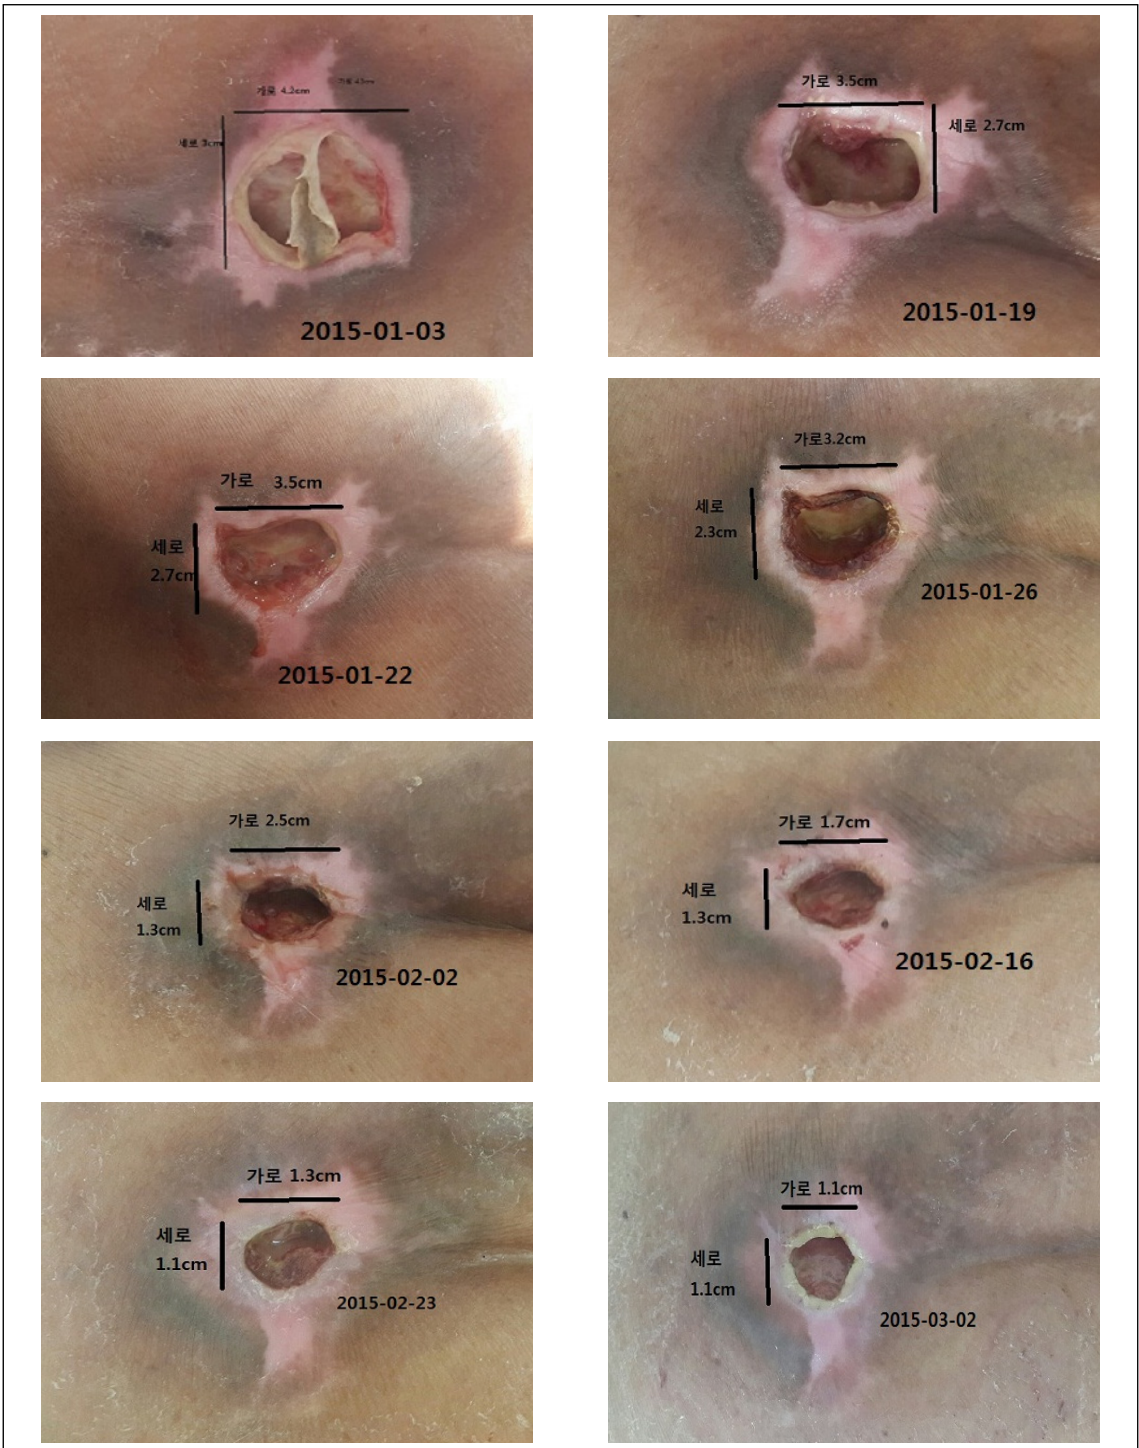 가로 4.2cm
세로 3cm
2015-01-03
가로 3.5cm
세로 2.7cm
2015-01-19
가로 3.5cm
세로
2.7cm
2015-01-22
가로3.2cm
세로
2.3cm
2015-01-26
가로 2.5cm
세로
1.3cm
2015-02-02
가로 1.7cm
세로
1.3cm
2015-02-16
가로 1.3cm
세로
1.1cm
2015-02-23
가로 1.1cm
세로
1.1cm
2015-03-02